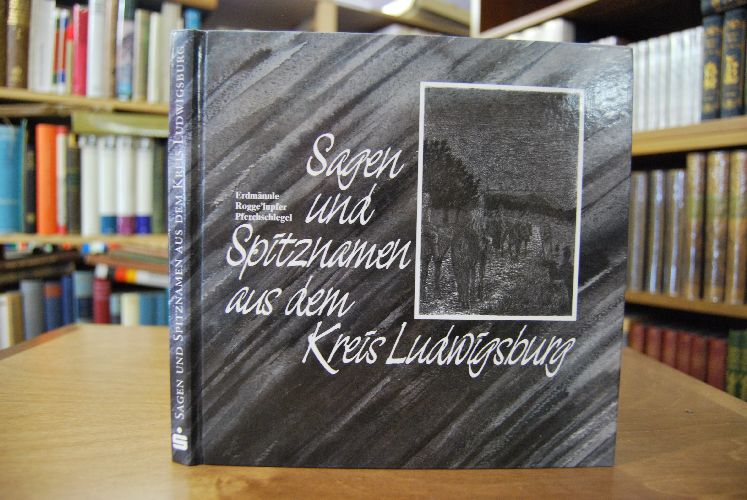 SAGEN UND SPITZNAMEN AUS DEM KREIS LUDWIGSBURG
Erdmännle
Rogge'lupfer
Pferchschlegel
Sagen
und
Spitznamen
aus dem
Kreis Ludwigsburg